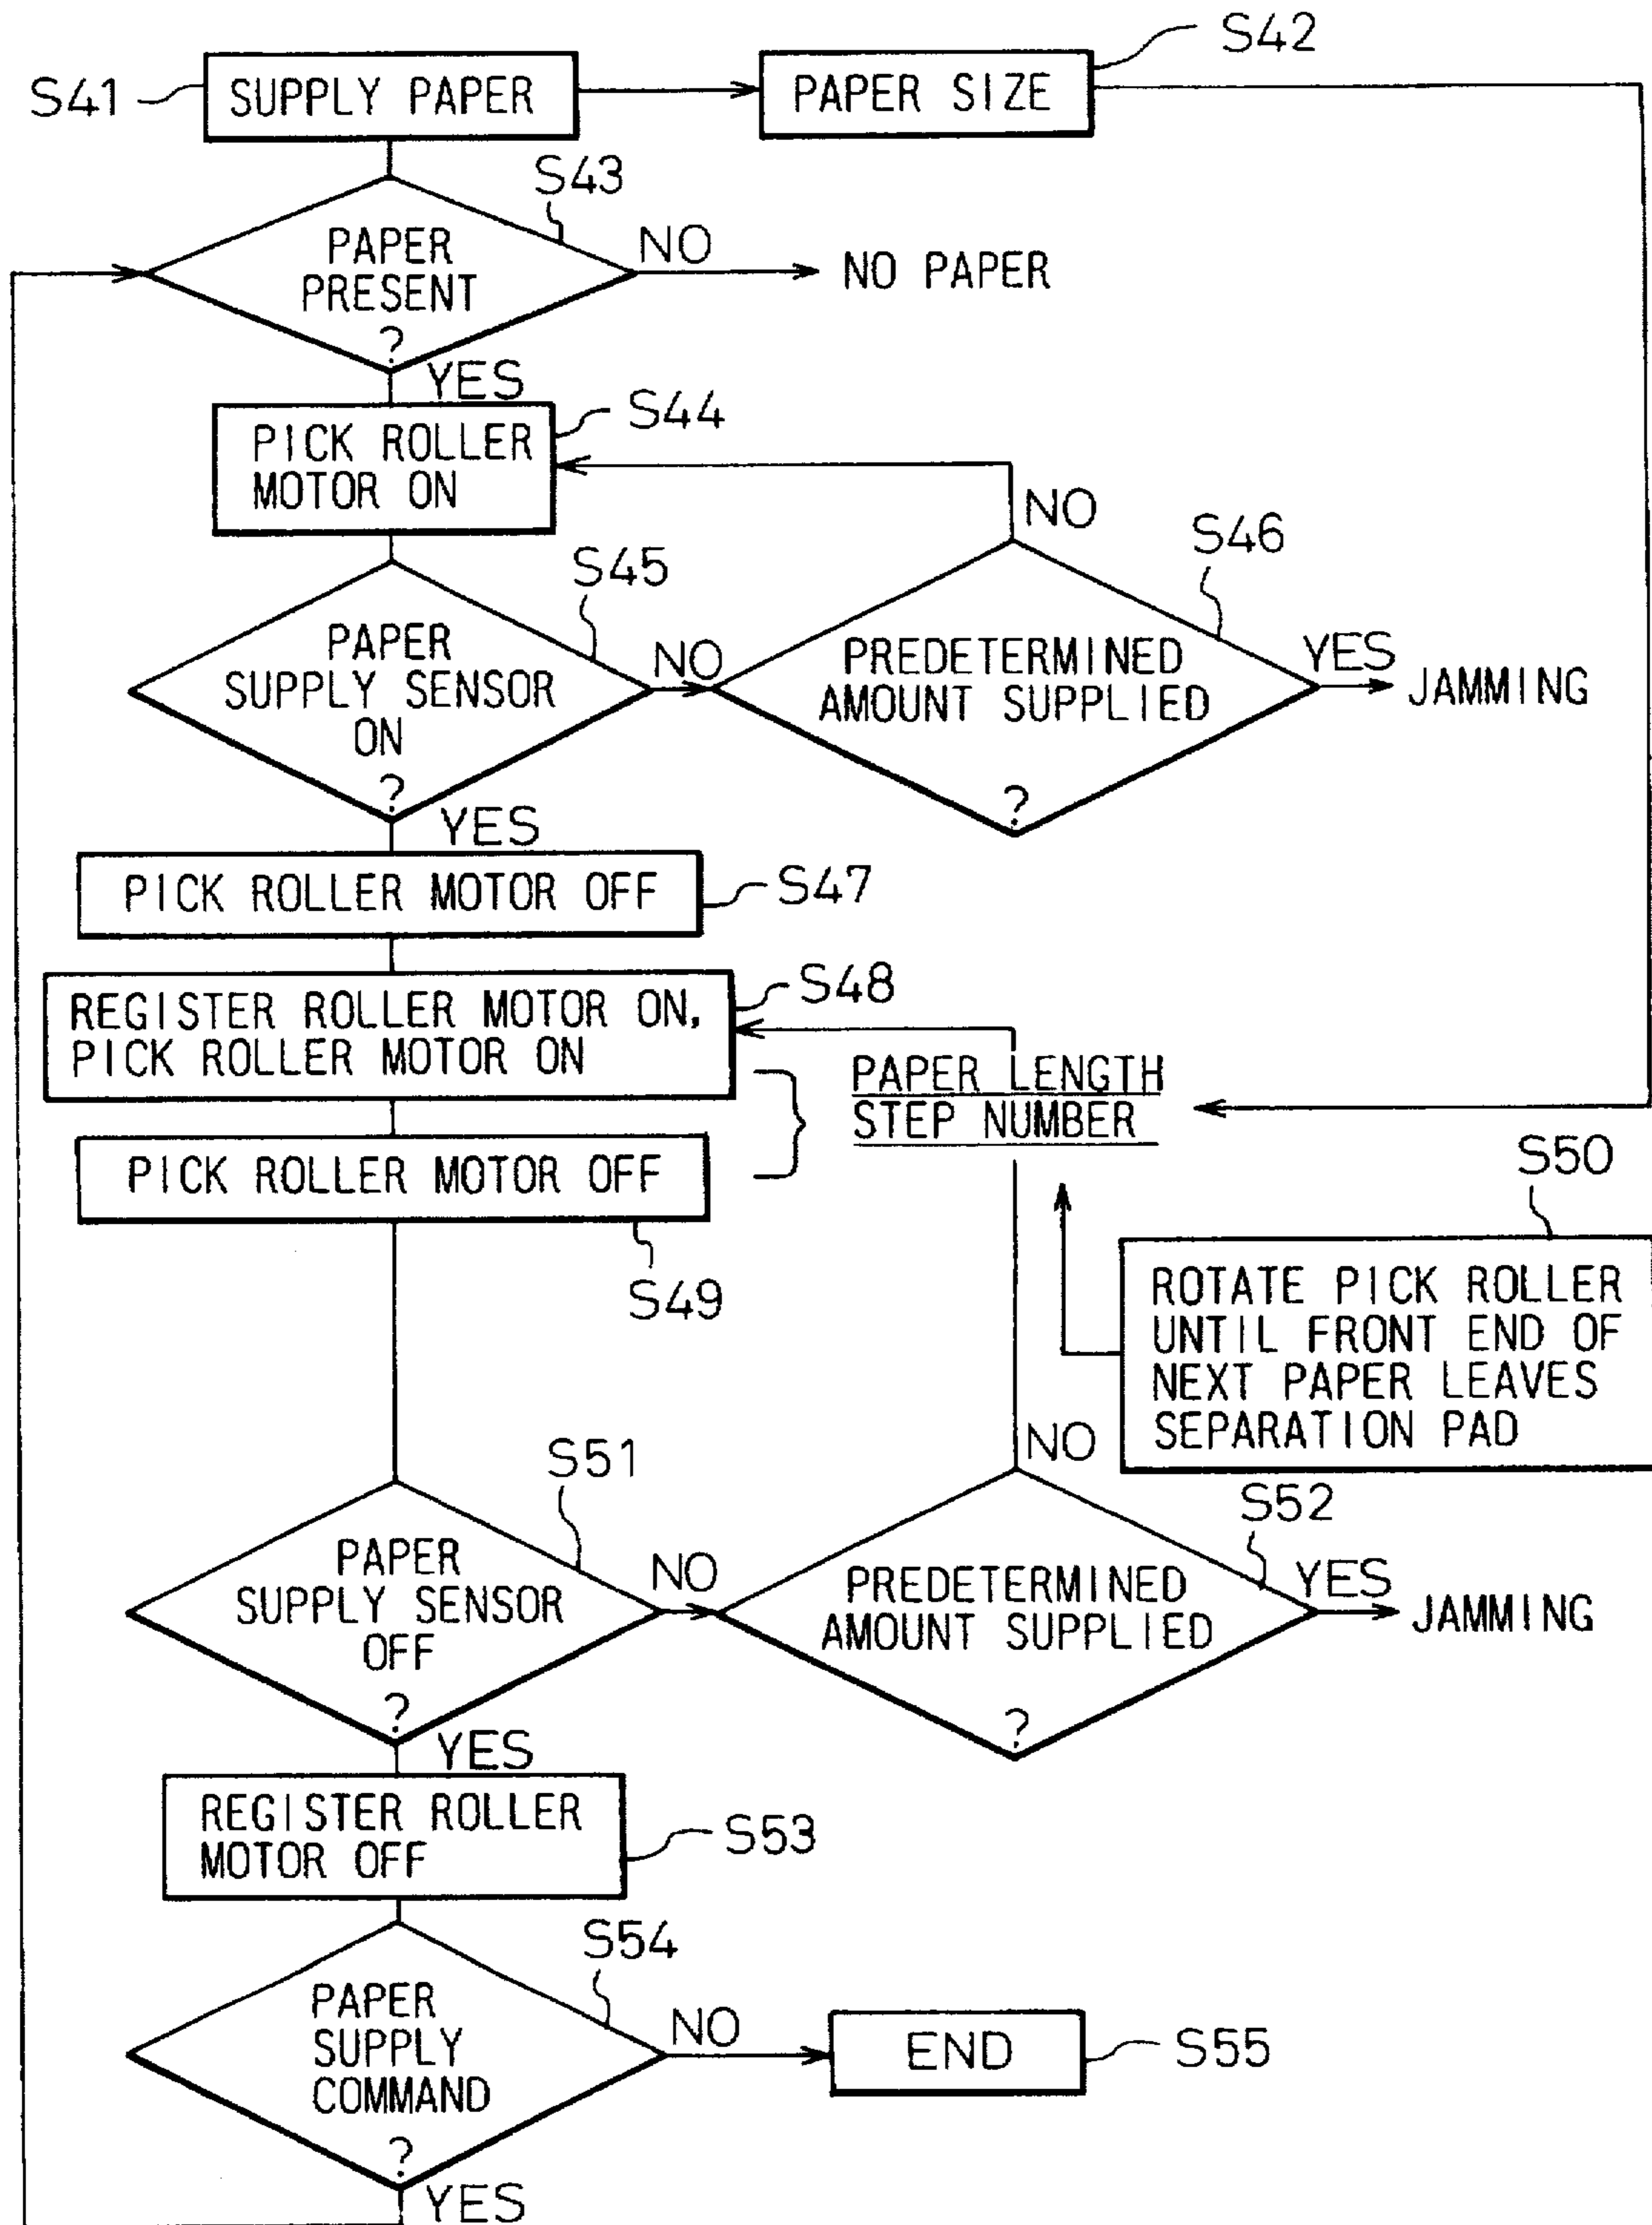 S41
SUPPLY PAPER
PAPER SIZE
S42
S43
PAPER
PRESENT
?
NO
NO PAPER
YES
PICK ROLLER
MOTOR ON
S44
NO
S45
PAPER
SUPPLY SENSOR
ON
?
NO
S46
PREDETERMINED
AMOUNT SUPPLIED
?
YES
JAMMING
YES
PICK ROLLER MOTOR OFF
S47
REGISTER ROLLER MOTOR ON,
PICK ROLLER MOTOR ON
S48
PAPER LENGTH
STEP NUMBER
PICK ROLLER MOTOR OFF
S49
S50
ROTATE PICK ROLLER
UNTIL FRONT END OF
NEXT PAPER LEAVES
SEPARATION PAD
NO
S51
PAPER
SUPPLY SENSOR
OFF
?
NO
S52
PREDETERMINED
AMOUNT SUPPLIED
?
YES
JAMMING
YES
REGISTER ROLLER
MOTOR OFF
S53
S54
PAPER
SUPPLY
COMMAND
?
NO
END
S55
YES